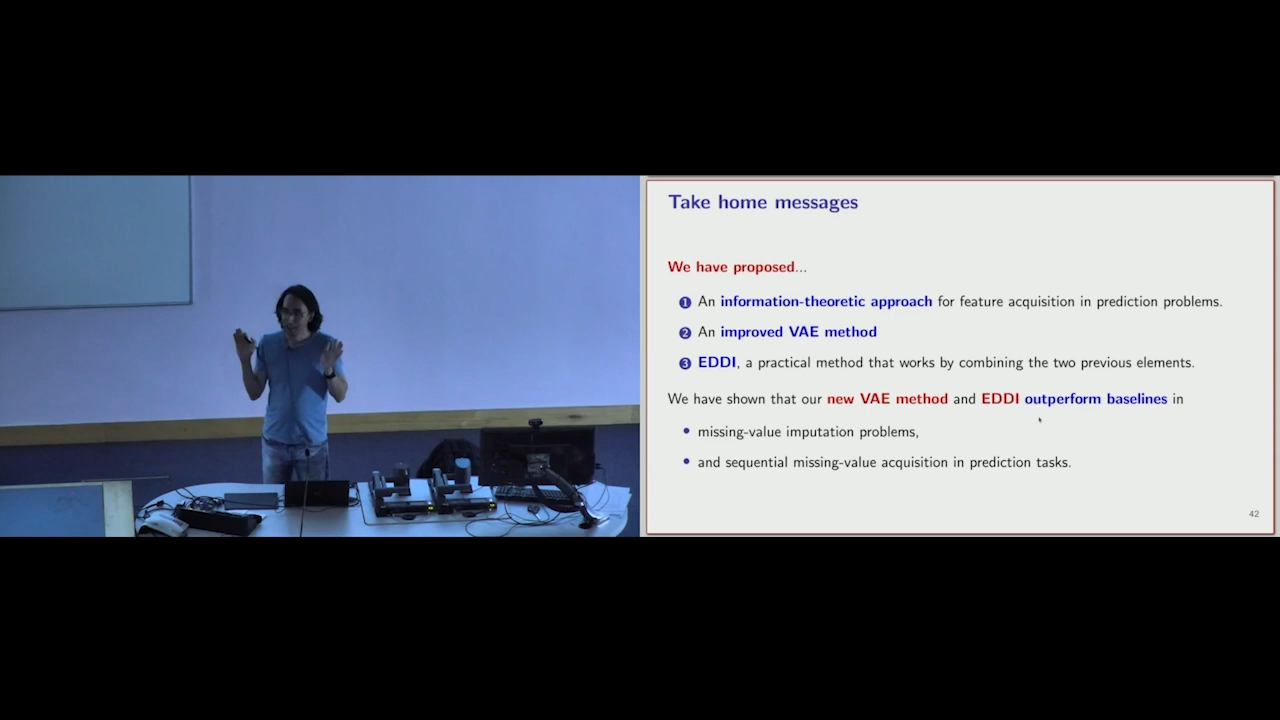 Take home messages
We have proposed...
1 An information-theoretic approach for feature acquisition in prediction problems.
2 An improved VAE method
3 EDDI, a practical method that works by combining the two previous elements.
We have shown that our new VAE method and EDDI outperform baselines in
• missing-value imputation problems,
• and sequential missing-value acquisition in prediction tasks.
42